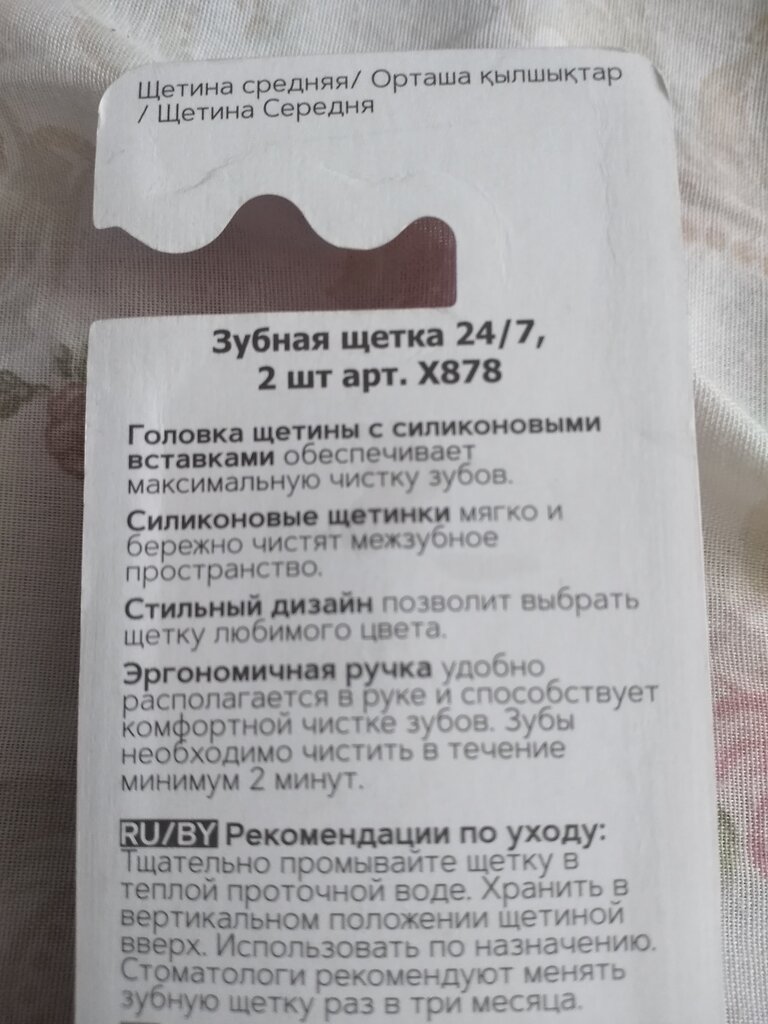 Щетина средняя/ Орташа қылшықтар
/ Щетина Середня
Зубная щетка 24/7,
2 шт арт. X878
Головка щетины с силиконовыми
вставками обеспечивает
максимальную чистку зубов.
Силиконовые щетинки мягко и
бережно чистят межзубное
пространство.
Стильный дизайн позволит выбрать
щетку любимого цвета.
Эргономичная ручка удобно
располагается в руке и способствует
комфортной чистке зубов. Зубы
необходимо чистить в течение
минимум 2 минут.
RU/BY Рекомендации по уходу:
Тщательно промывайте щетку в
теплой проточной воде. Хранить в
вертикальном положении щетиной
вверх. Использовать по назначению.
Стоматологи рекомендуют менять
зубную щетку раз в три месяца.